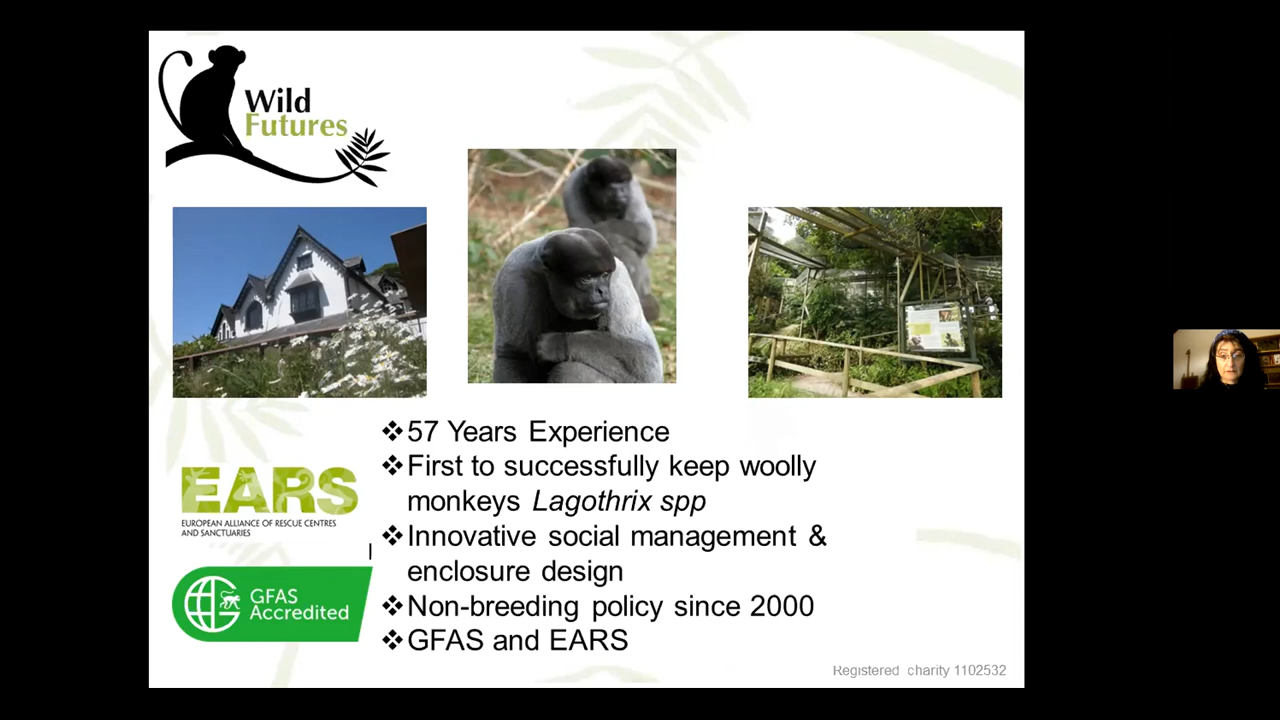 Wild
Futures
❖57 Years Experience
❖First to successfully keep woolly
monkeys Lagothrix spp
❖Innovative social management &
enclosure design
❖Non-breeding policy since 2000
❖GFAS and EARS
EARS
EUROPEAN ALLIANCE OF RESCUE CENTRES
AND SANCTUARIES
GFAS
Accredited
Registered charity 1102532